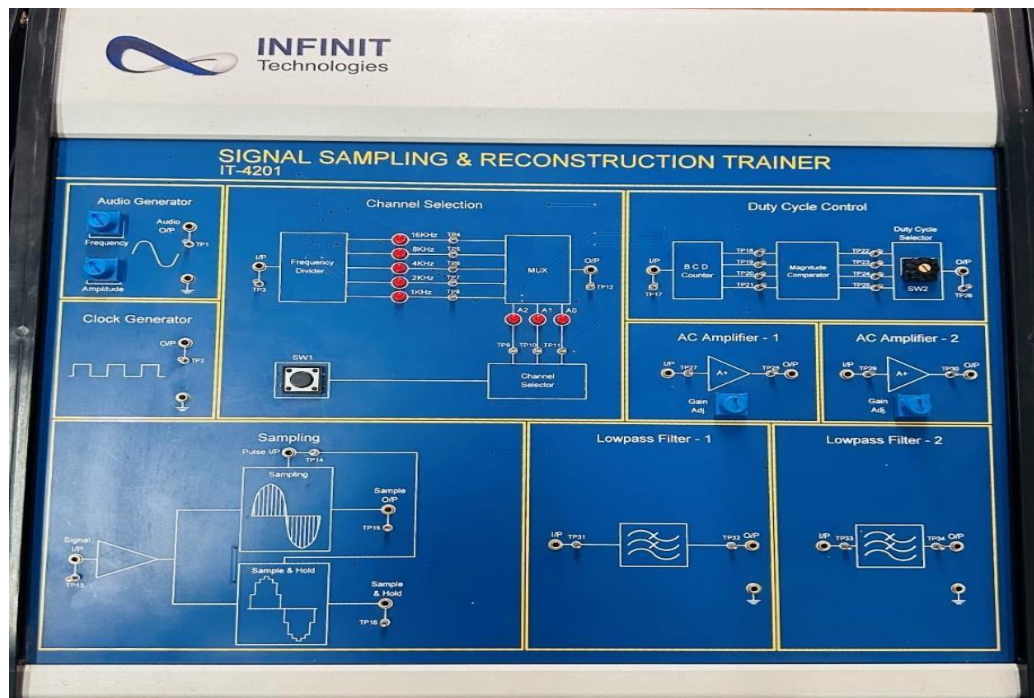 INFINIT
Technologies
SIGNAL SAMPLING & RECONSTRUCTION TRAINER
IT-4201
Audio Generator
Audio
O/P
Frequency
TP1
Amplitude
Channel Selection
16KHz TP4
8KHz TP5
4KHz TP6
2KHz TP7
1KHz TP8
I/P
TP3
Frequency
Divider
MUX
O/P
TP12
A2 A1 A0
TP9 TP10 TP11
SW1
Channel
Selector
Duty Cycle Control
I/P
TP17
B C D
Counter
TP18
TP19
TP20
TP21
Magnitude
Comparator
TP22
TP23
TP24
TP25
Duty Cycle
Selector
SW2
O/P
TP26
Clock Generator
O/P
TP2
AC Amplifier - 1
I/P TP27 A+ TP28 O/P
Gain
Adj
AC Amplifier - 2
I/P TP29 A+ TP30 O/P
Gain
Adj
Sampling
Pulse I/P
TP14
Sampling
Sample
O/P
TP15
Signal
I/P
TP13
Sample & Hold
Sample
& Hold
TP16
Lowpass Filter - 1
I/P TP31 TP32 O/P
Lowpass Filter - 2
I/P TP33 TP34 O/P